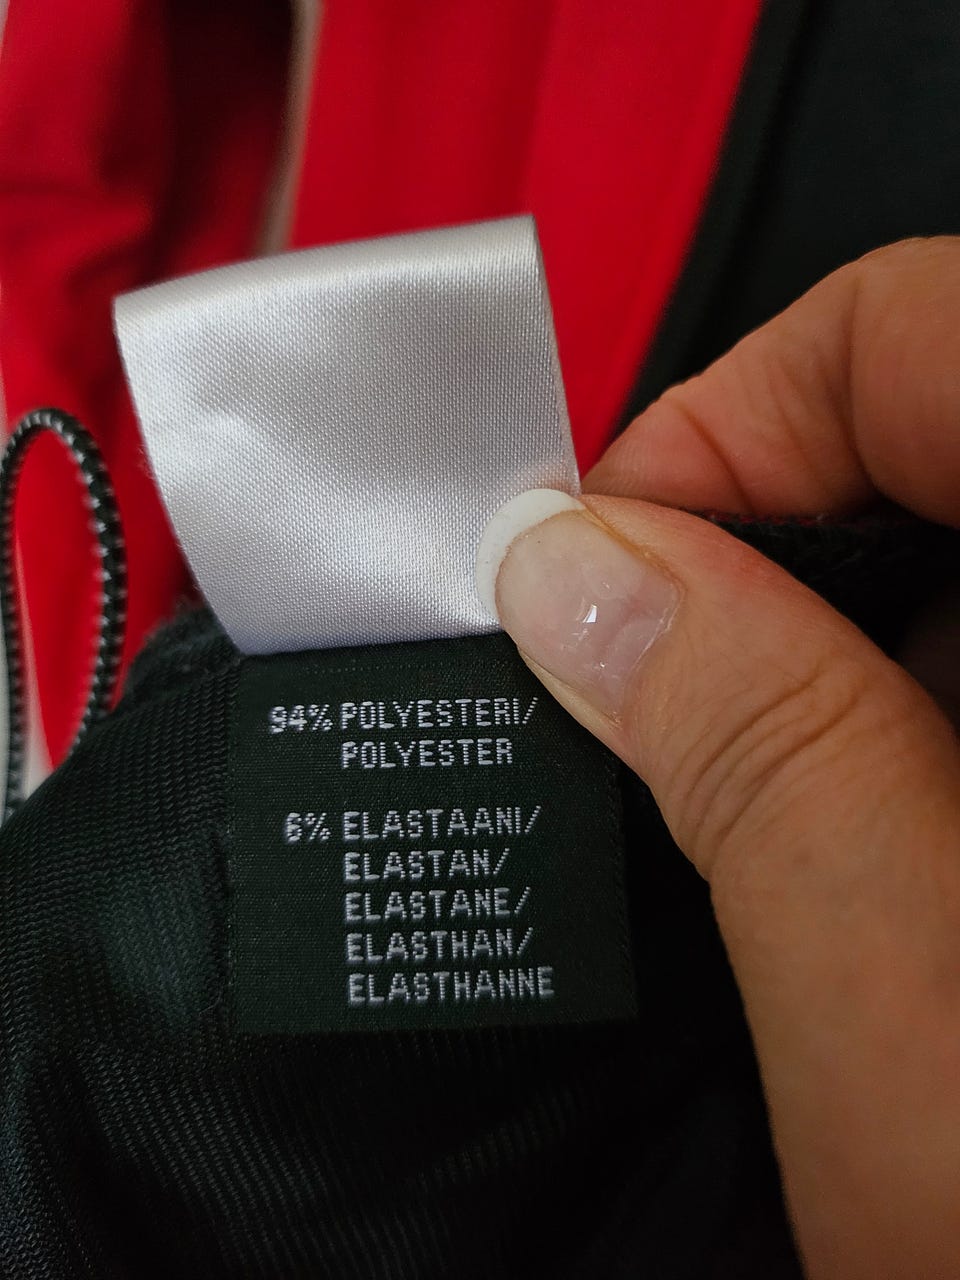 94% POLYESTERI/
POLYESTER
6% ELASTAANI/
ELASTAN/
ELASTANE/
ELASTHAN/
ELASTHANNE